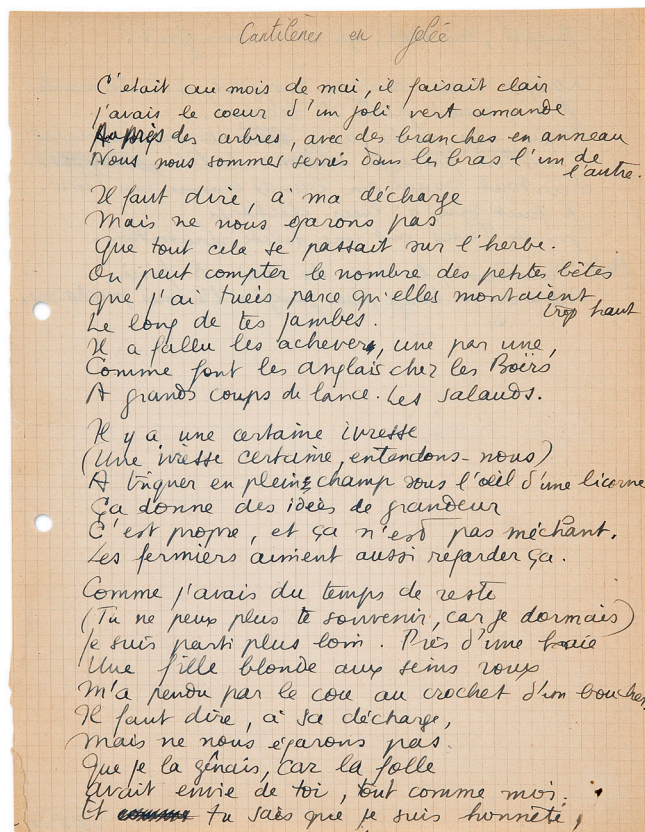 Cantilènes en gelée
C'était au mois de mai, il faisait clair
J'avais le coeur d'un joli vert amande
Auprès des arbres, avec des branches en anneau
Nous nous sommes serrés dans les bras l'un de
l'autre.
Il faut dire, à ma décharge
Mais ne nous égarons pas
Que tout cela se passait sur l'herbe.
On peut compter le nombre des petites bêtes
que j'ai tuées parce qu'elles montaient
trop haut
Le long de tes jambes.
Il a fallu les achever, une par une,
Comme font les anglais chez les Boërs
A grands coups de lance. Les salauds.
Il y a une certaine ivresse
(Une ivresse certaine, entendons-nous)
A triquer en plein champ sous l'oeil d'une licorne
Ça donne des idées de grandeur
C'est propre, et ça n'est pas méchant.
Les fermiers aiment aussi regarder ça.
Comme j'avais du temps de reste
(Tu ne peux plus te souvenir, car je dormais)
Je suis parti plus loin. Près d'une haie
Une fille blonde aux seins roux
M'a pendu par le cou au crochet d'un boucher.
Il faut dire, à sa décharge,
Mais ne nous égarons pas.
Que je la gênais, car la folle
avait envie de toi, tout comme moi.
Et tu sais que je suis honnête,